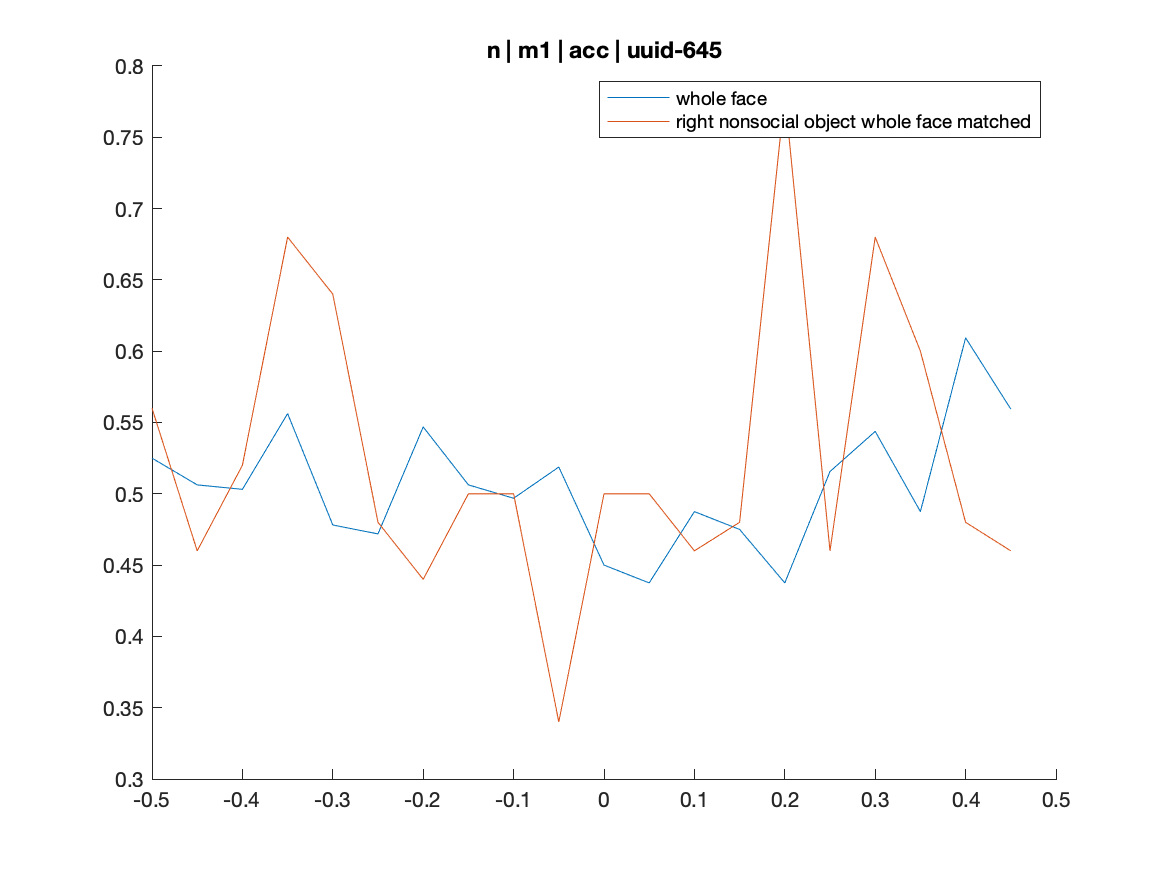 n | m1 | acc | uuid-645
0.8
whole face
right nonsocial object whole face matched
0.75
0.7
0.65
0.6
0.55
0.5
0.45
0.4
0.35
0.3
-0.5 -0.4 -0.3 -0.2 -0.1 0 0.1 0.2 0.3 0.4 0.5